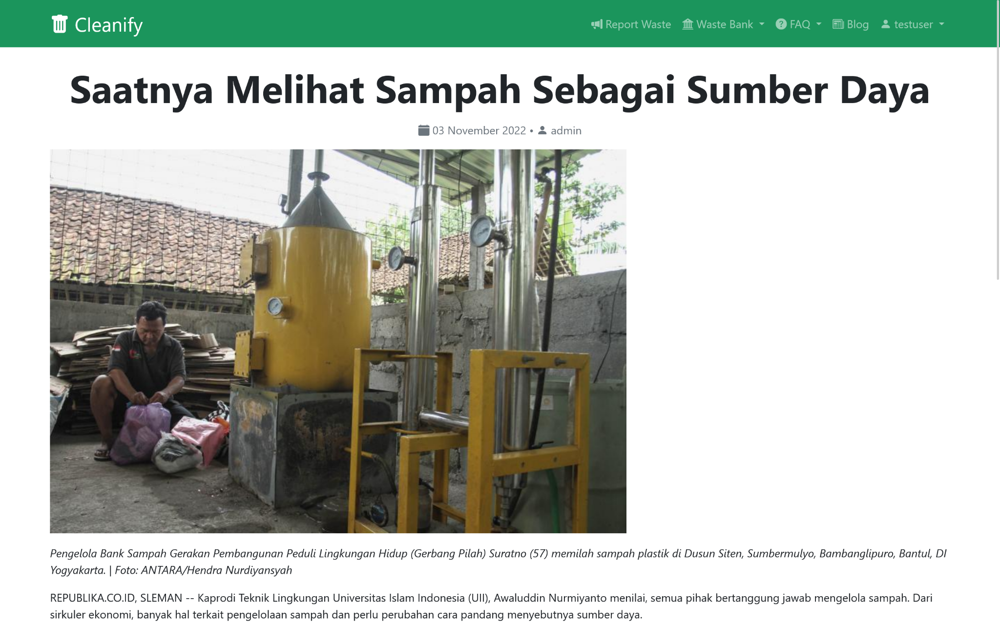 Cleanify
Report Waste
Waste Bank
FAQ
Blog
testuser
Saatnya Melihat Sampah Sebagai Sumber Daya
03 November 2022 • admin
Pengelola Bank Sampah Gerakan Pembangunan Peduli Lingkungan Hidup (Gerbang Pilah) Suratno (57) memilah sampah plastik di Dusun Siten, Sumbermulyo, Bambanglipuro, Bantul, DI
Yogyakarta. | Foto: ANTARA/Hendra Nurdiyansyah
REPUBLIKA.CO.ID, SLEMAN -- Kaprodi Teknik Lingkungan Universitas Islam Indonesia (UII), Awaluddin Nurmiyanto menilai, semua pihak bertanggung jawab mengelola sampah. Dari
sirkuler ekonomi, banyak hal terkait pengelolaan sampah dan perlu perubahan cara pandang menyebutnya sumber daya.